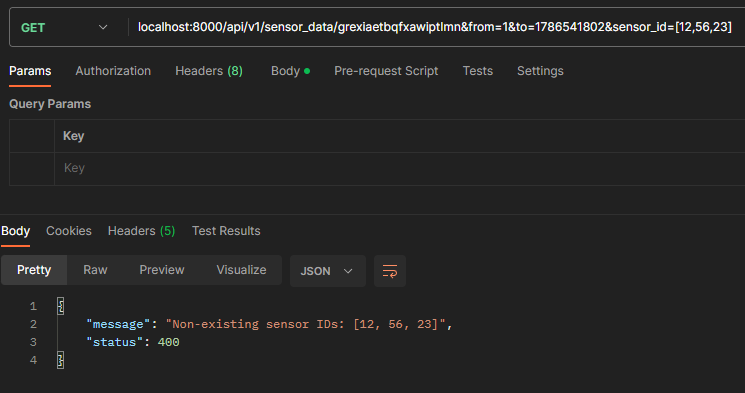 GET localhost:8000/api/v1/sensor_data/grexiaetbqfxawiptlmn&from=1&to=1786541802&sensor_id=[12,56,23]
Params Authorization Headers (8) Body Pre-request Script Tests Settings
Query Params
Key
Key
Body Cookies Headers (5) Test Results
Pretty Raw Preview Visualize JSON
1 {
2 "message": "Non-existing sensor IDs: [12, 56, 23]",
3 "status": 400
4 }